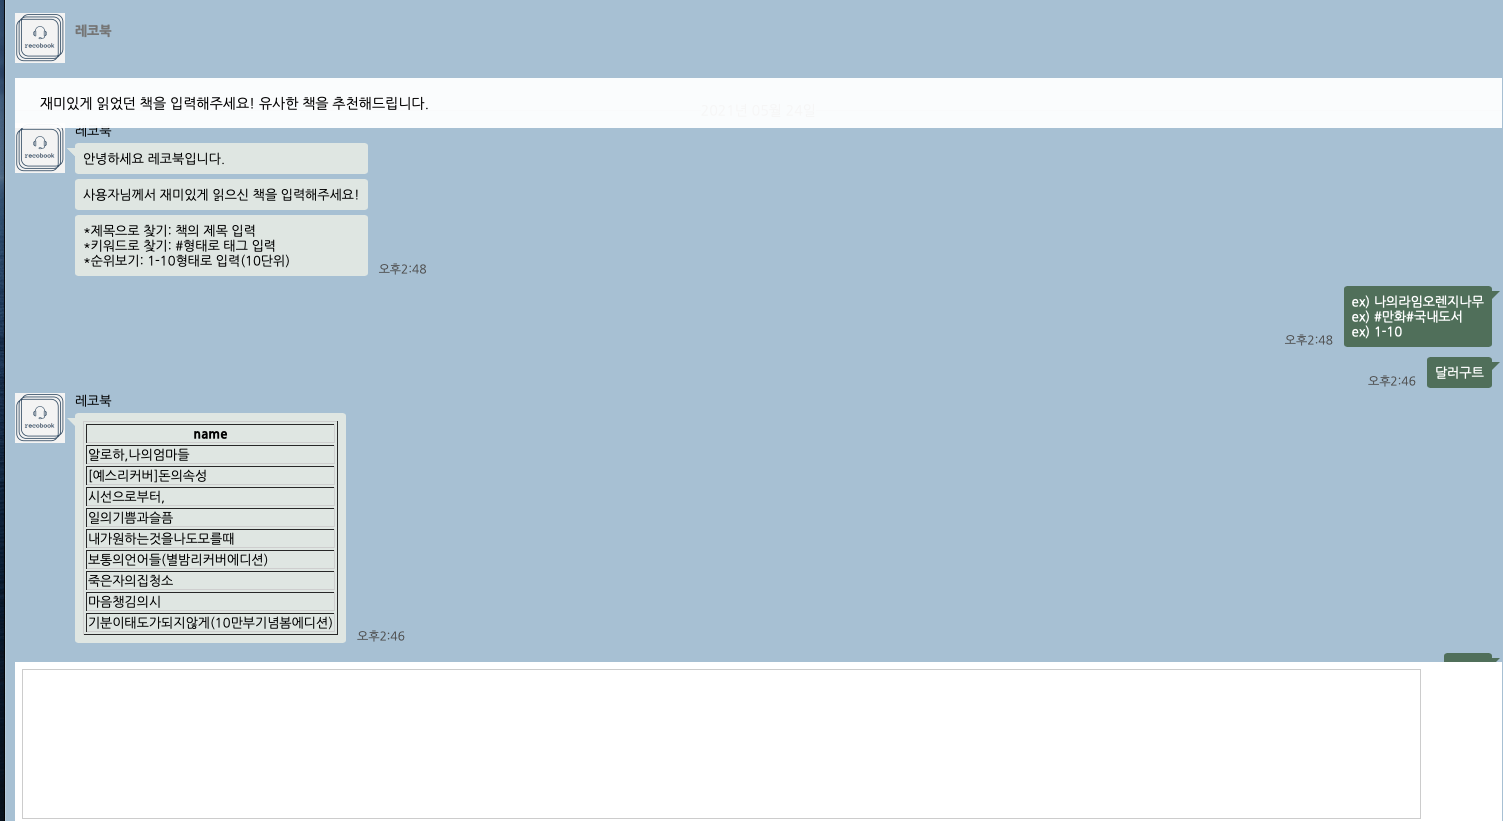 recobook
레코북
재미있게 읽었던 책을 입력해주세요! 유사한 책을 추천해드립니다.
2021년 05월 24일
recobook
레코북
안녕하세요 레코북입니다.
사용자님께서 재미있게 읽으신 책을 입력해주세요!
*제목으로 찾기: 책의 제목 입력
*키워드로 찾기: #형태로 태그 입력
*순위보기: 1-10형태로 입력(10단위)
오후2:48
ex) 나의라임오렌지나무
ex) #만화#국내도서
ex) 1-10
오후2:48
달러구트
오후2:46
recobook
레코북
name
알로하,나의엄마들
[예스리커버]돈의속성
시선으로부터,
일의기쁨과슬픔
내가원하는것을나도모를때
보통의언어들(별밤리커버에디션)
죽은자의집청소
마음챙김의시
기분이태도가되지않게(10만부기념봄에디션)
오후2:46